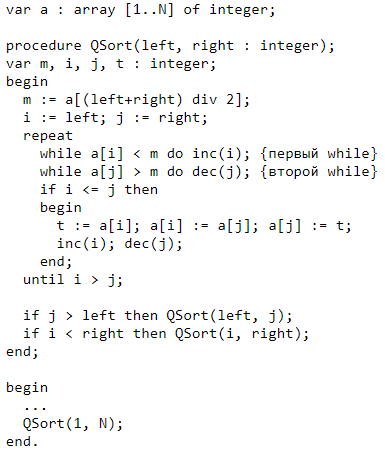 var a : array [1..N] of integer;

procedure QSort(left, right : integer);
var m, i, j, t : integer;
begin
  m := a[(left+right) div 2];
  i := left; j := right;
  repeat
    while a[i] < m do inc(i); {первый while}
    while a[j] > m do dec(j); {второй while}
    if i <= j then
    begin
      t := a[i]; a[i] := a[j]; a[j] := t;
      inc(i); dec(j);
    end;
  until i > j;

  if j > left then QSort(left, j);
  if i < right then QSort(i, right);
end;

begin
  ...
  QSort(1, N);
end.